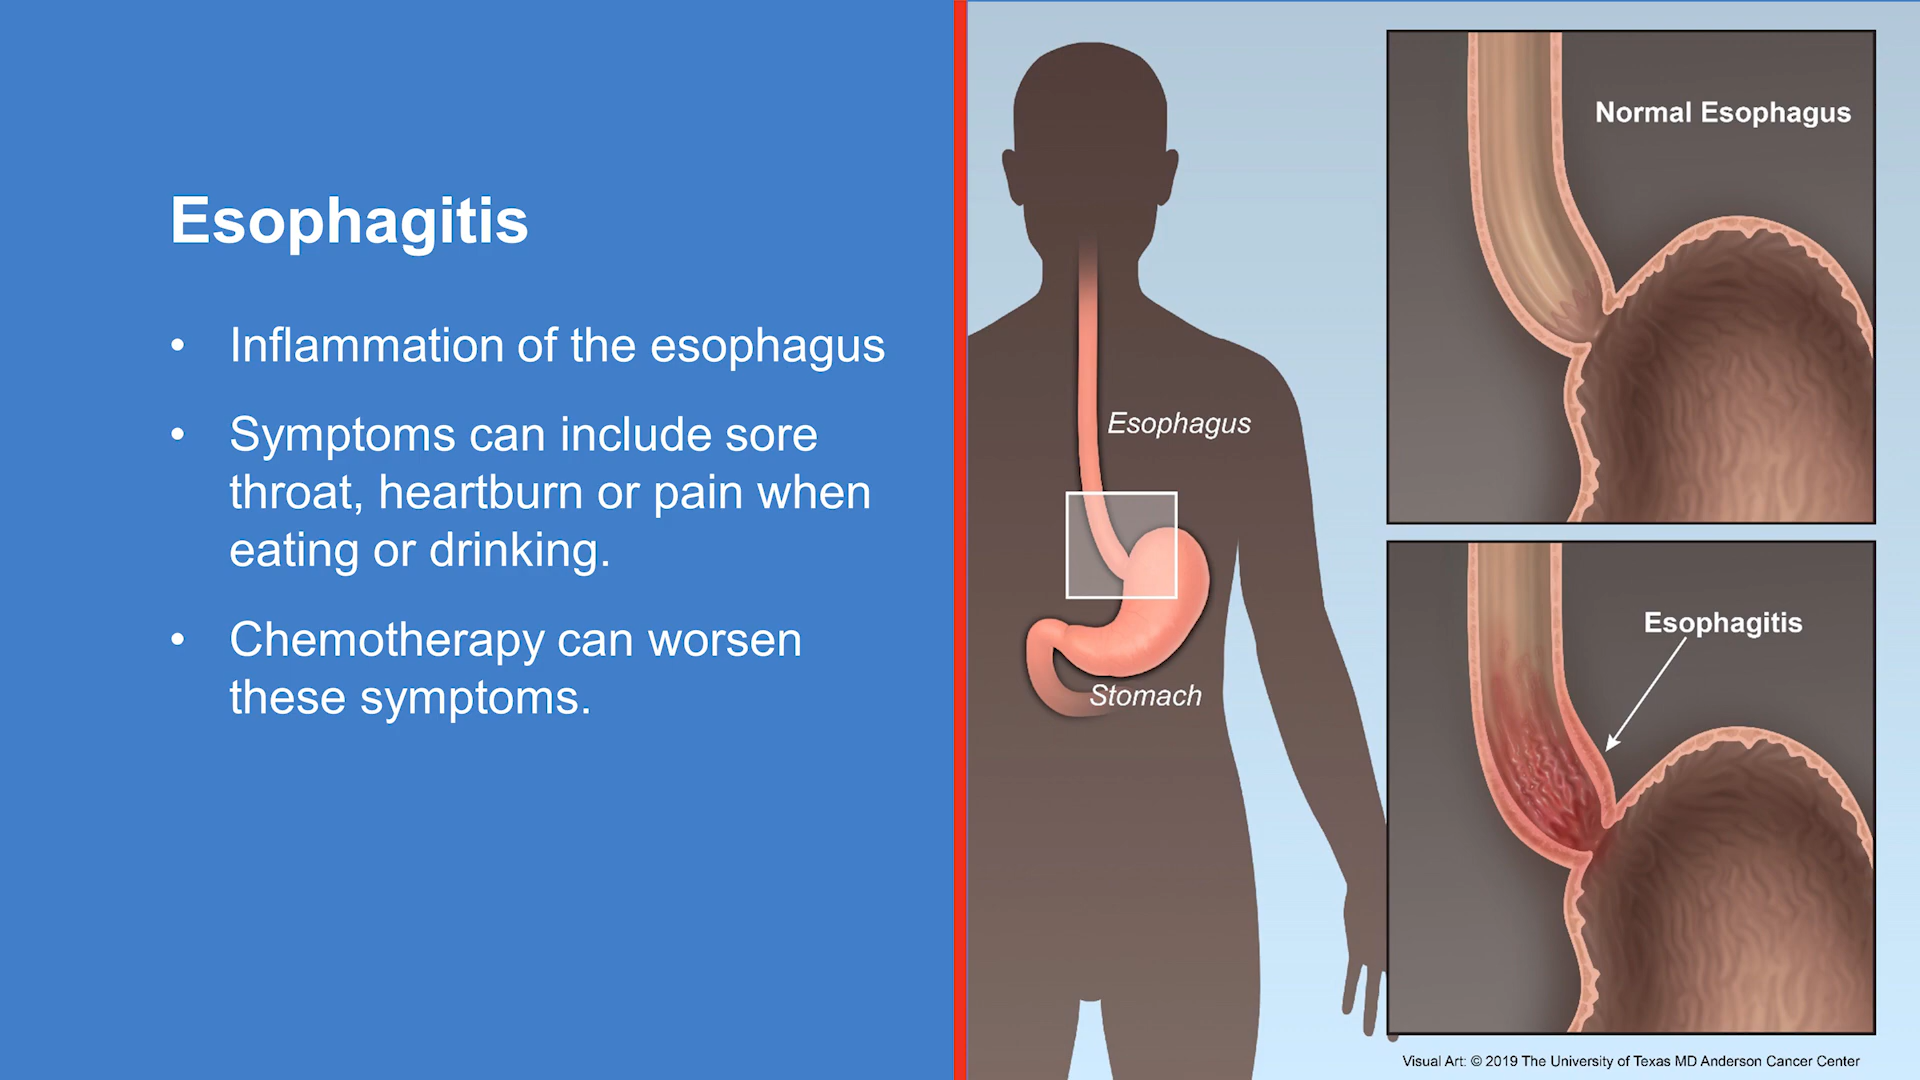 Esophagitis
• Inflammation of the esophagus
• Symptoms can include sore
throat, heartburn or pain when
eating or drinking.
• Chemotherapy can worsen
these symptoms.
Esophagus
Stomach
Normal Esophagus
Esophagitis
Visual Art: © 2019 The University of Texas MD Anderson Cancer Center